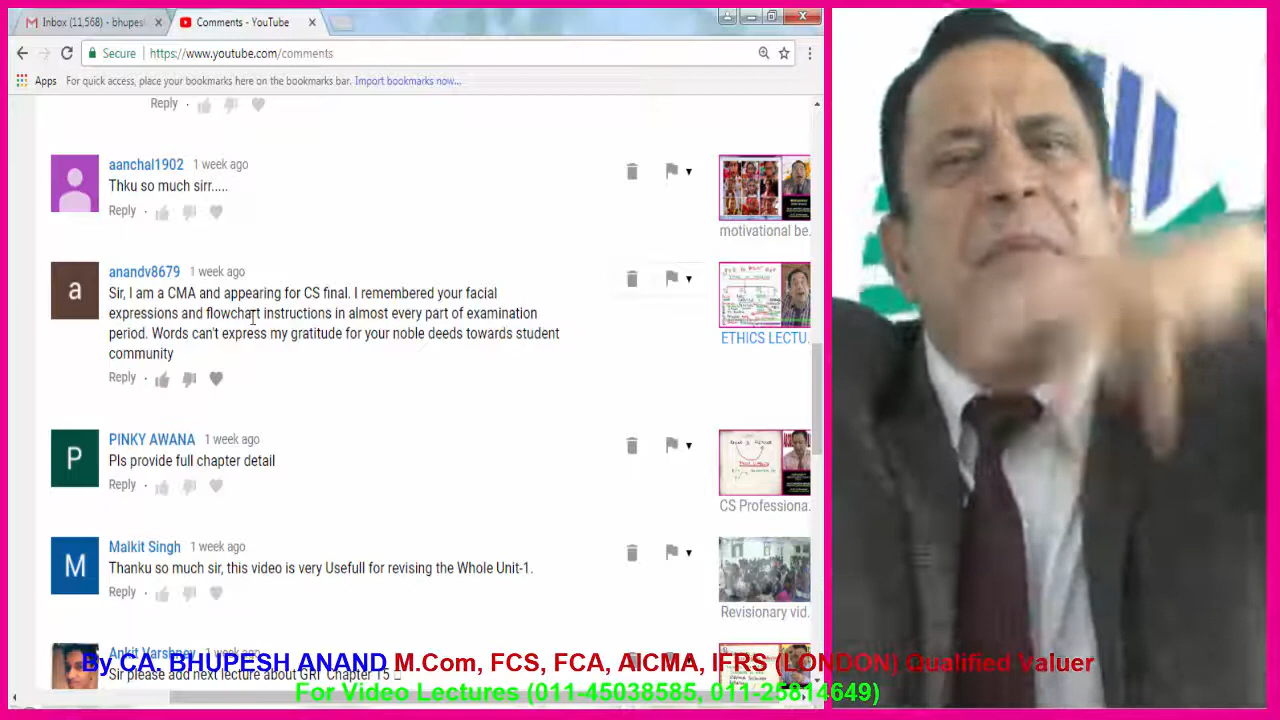 Inbox (11,568) - bhupes
Comments - YouTube
Secure
https://www.youtube.com/comments
Apps
For quick access, place your bookmarks here on the bookmarks bar. Import bookmarks now...
Reply
aanchal1902 1 week ago
Thku so much sirr.....
Reply
motivational be.
anandv8679 1 week ago
a
Sir, I am a CMA and appearing for CS final. I remembered your facial
expressions and flowchart instructions in almost every part of examination
period. Words can't express my gratitude for your noble deeds towards student
community
Reply
ETHICS LECTU.
PINKY AWANA 1 week ago
P
Pls provide full chapter detail
Reply
CS Professiona.
Malkit Singh 1 week ago
M
Thanku so much sir, this video is very Usefull for revising the Whole Unit-1.
Reply
Revisionary vid.
Ankit Varshney 1 week ago
Sir please add next lecture about GRT Chapter 15
By CA. BHUPESH ANAND M.Com, FCS, FCA, AICMA, IFRS (LONDON) Qualified Valuer
For Video Lectures (011-45038585, 011-25814649)